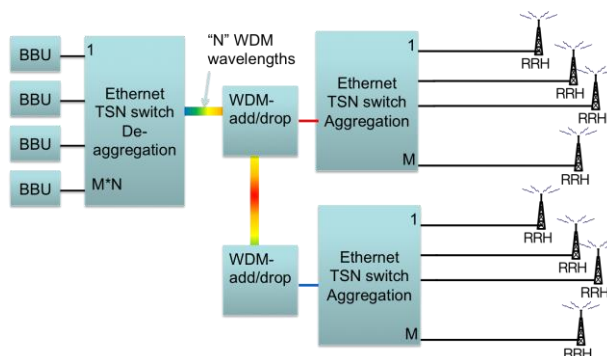 BBU
BBU
BBU
BBU
1
Ethernet
TSN switch
De-
aggregation
M*N
“N” WDM
wavelengths
WDM-
add/drop
1
Ethernet
TSN switch
Aggregation
M
RRH
RRH
RRH
RRH
WDM-
add/drop
1
Ethernet
TSN switch
Aggregation
M
RRH
RRH
RRH
RRH